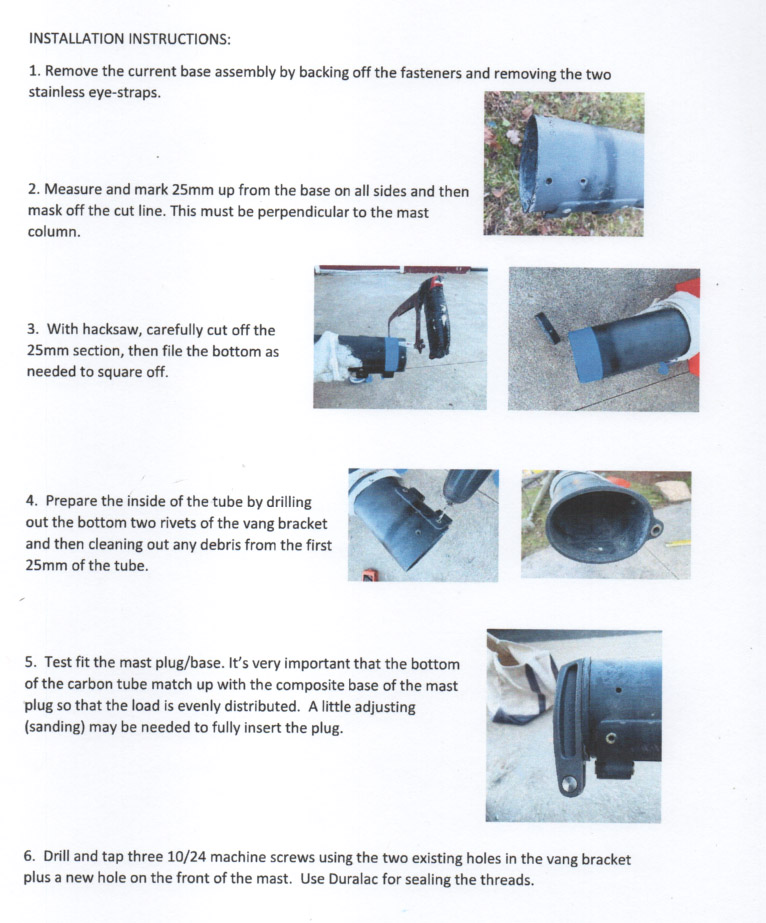 INSTALLATION INSTRUCTIONS:
1. Remove the current base assembly by backing off the fasteners and removing the two
stainless eye-straps.
2. Measure and mark 25mm up from the base on all sides and then
mask off the cut line. This must be perpendicular to the mast
column.
3.  With hacksaw, carefully cut off the
25mm section, then file the bottom as
needed to square off.
4.  Prepare the inside of the tube by drilling
out the bottom two rivets of the vang bracket
and then cleaning out any debris from the first
25mm of the tube.
5.  Test fit the mast plug/base. It's very important that the bottom
of the carbon tube match up with the composite base of the mast
plug so that the load is evenly distributed.  A little adjusting
(sanding) may be needed to fully insert the plug.
6.  Drill and tap three 10/24 machine screws using the two existing holes in the vang bracket
plus a new hole on the front of the mast.  Use Duralac for sealing the threads.